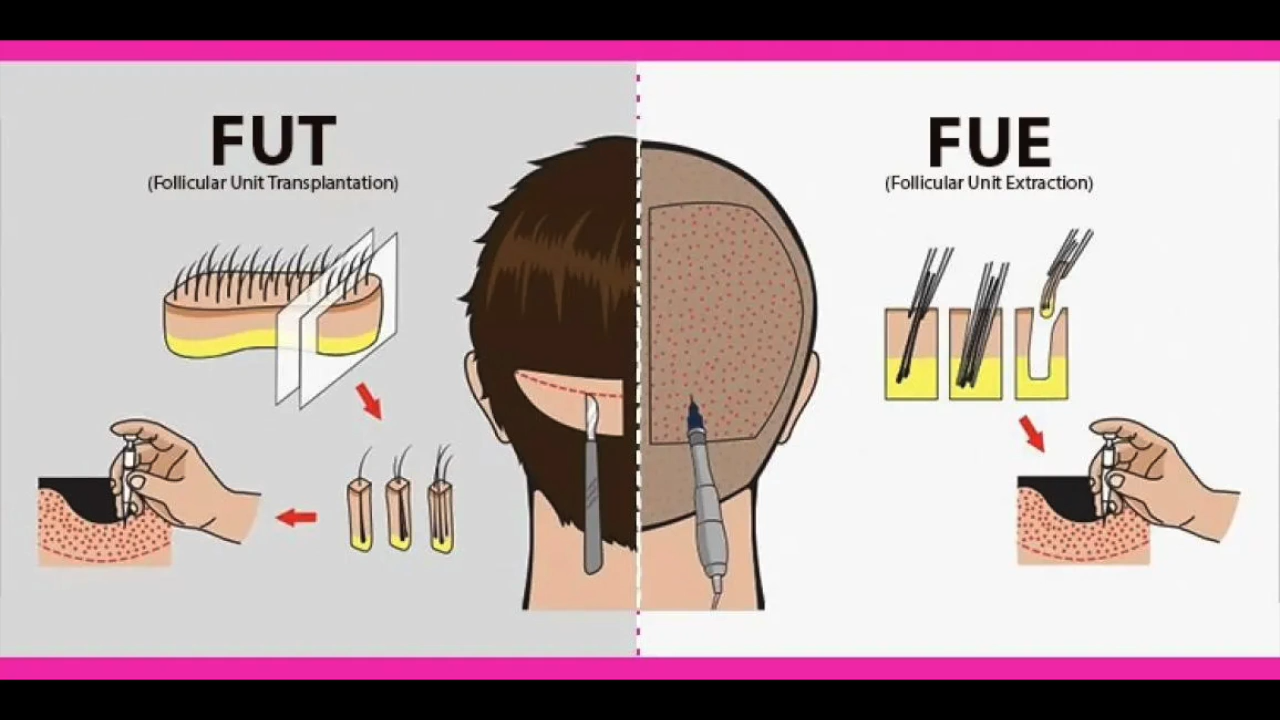 FUT
(Follicular Unit Transplantation)
FUE
(Follicular Unit Extraction)